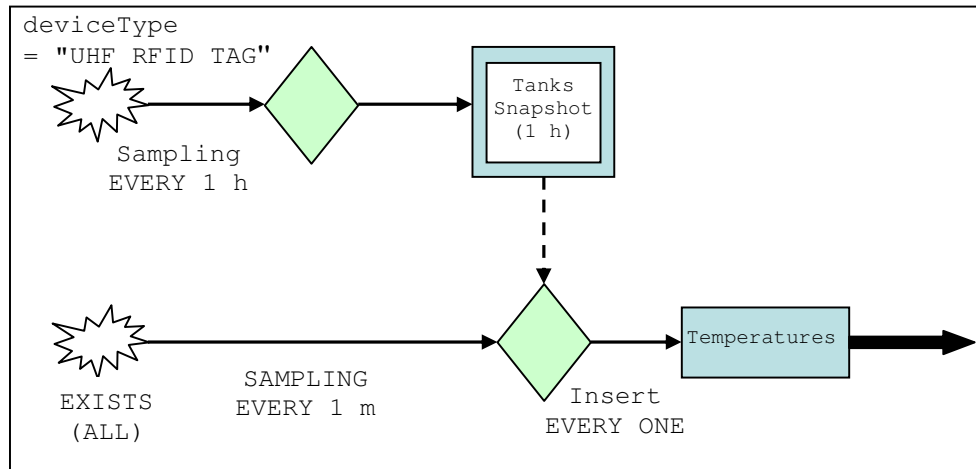 deviceType
= "UHF RFID TAG"
Tanks
Snapshot
(1 h)
Sampling
EVERY 1 h
Temperatures
SAMPLING
EVERY 1 m
EXISTS
(ALL)
Insert
EVERY ONE